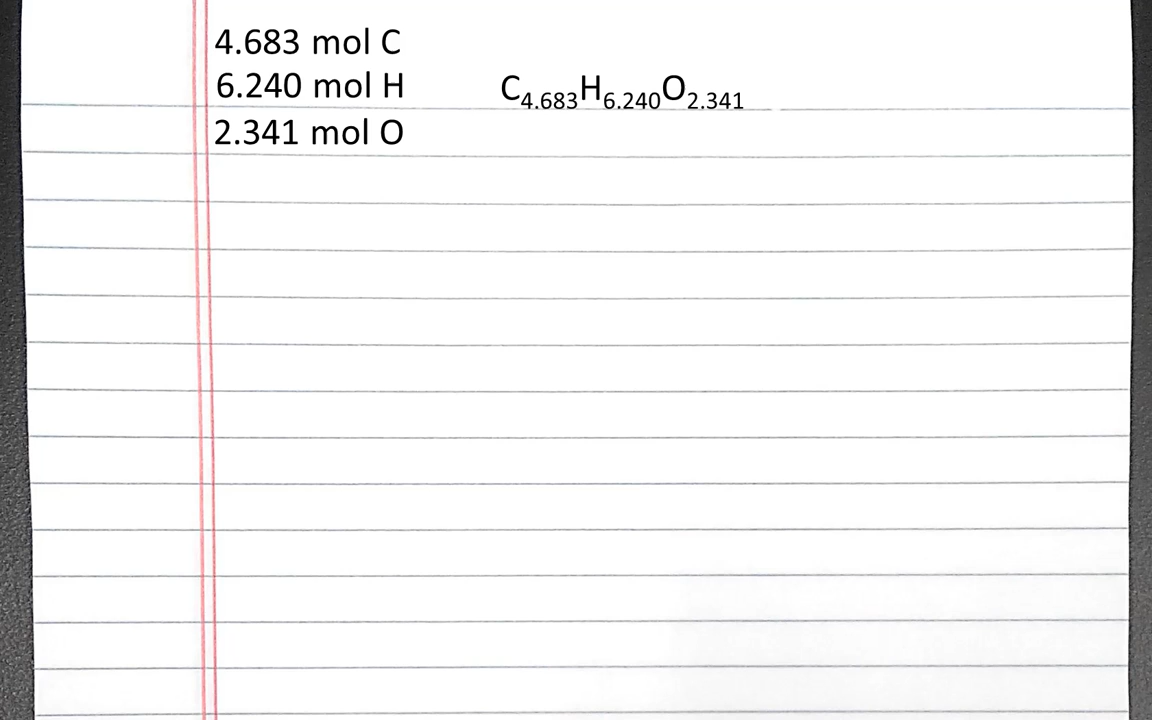 4.683 mol C
6.240 mol H
C₄.₆₈₃H₆.₂₄₀O₂.₃₄₁
2.341 mol O